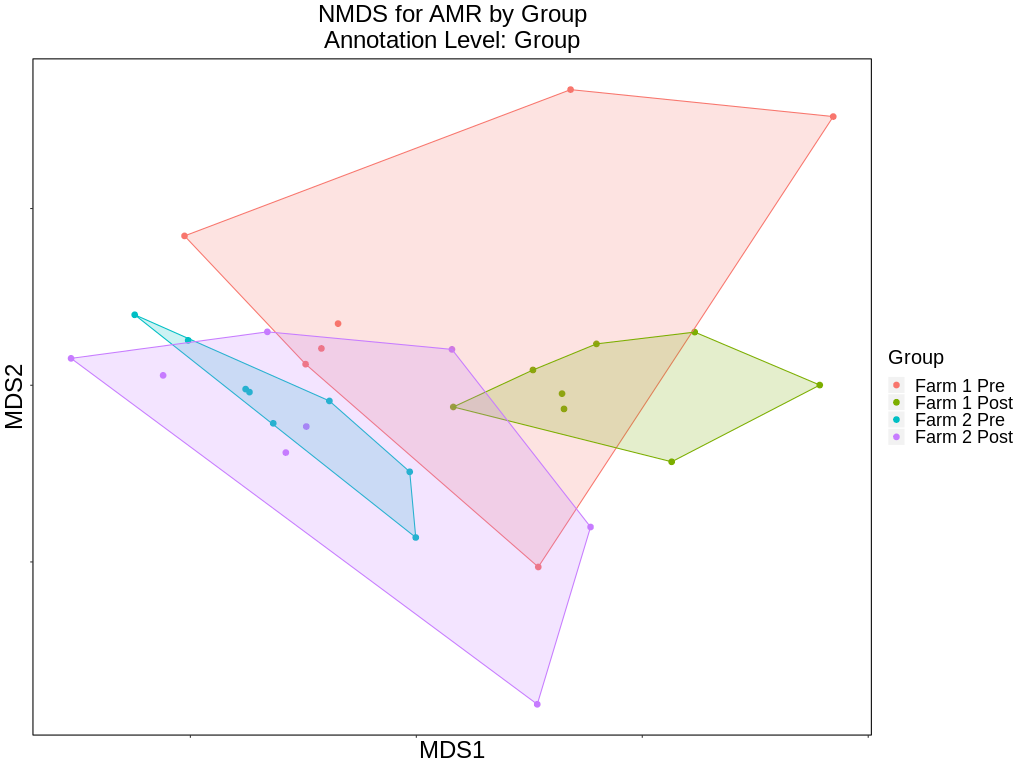 NMDS for AMR by Group
Annotation Level: Group
MDS2
MDS1
Group
Farm 1 Pre
Farm 1 Post
Farm 2 Pre
Farm 2 Post